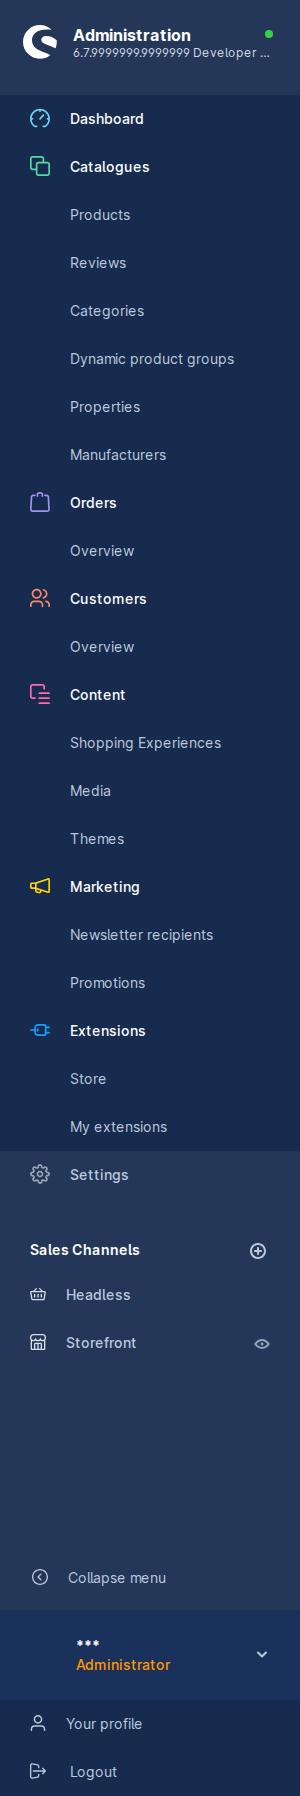 Administration
6.7.9999999.9999999 Developer ...
Dashboard
Catalogues
Products
Reviews
Categories
Dynamic product groups
Properties
Manufacturers
Orders
Overview
Customers
Overview
Content
Shopping Experiences
Media
Themes
Marketing
Newsletter recipients
Promotions
Extensions
Store
My extensions
Settings
Sales Channels
Headless
Storefront
Collapse menu
***
Administrator
Your profile
Logout